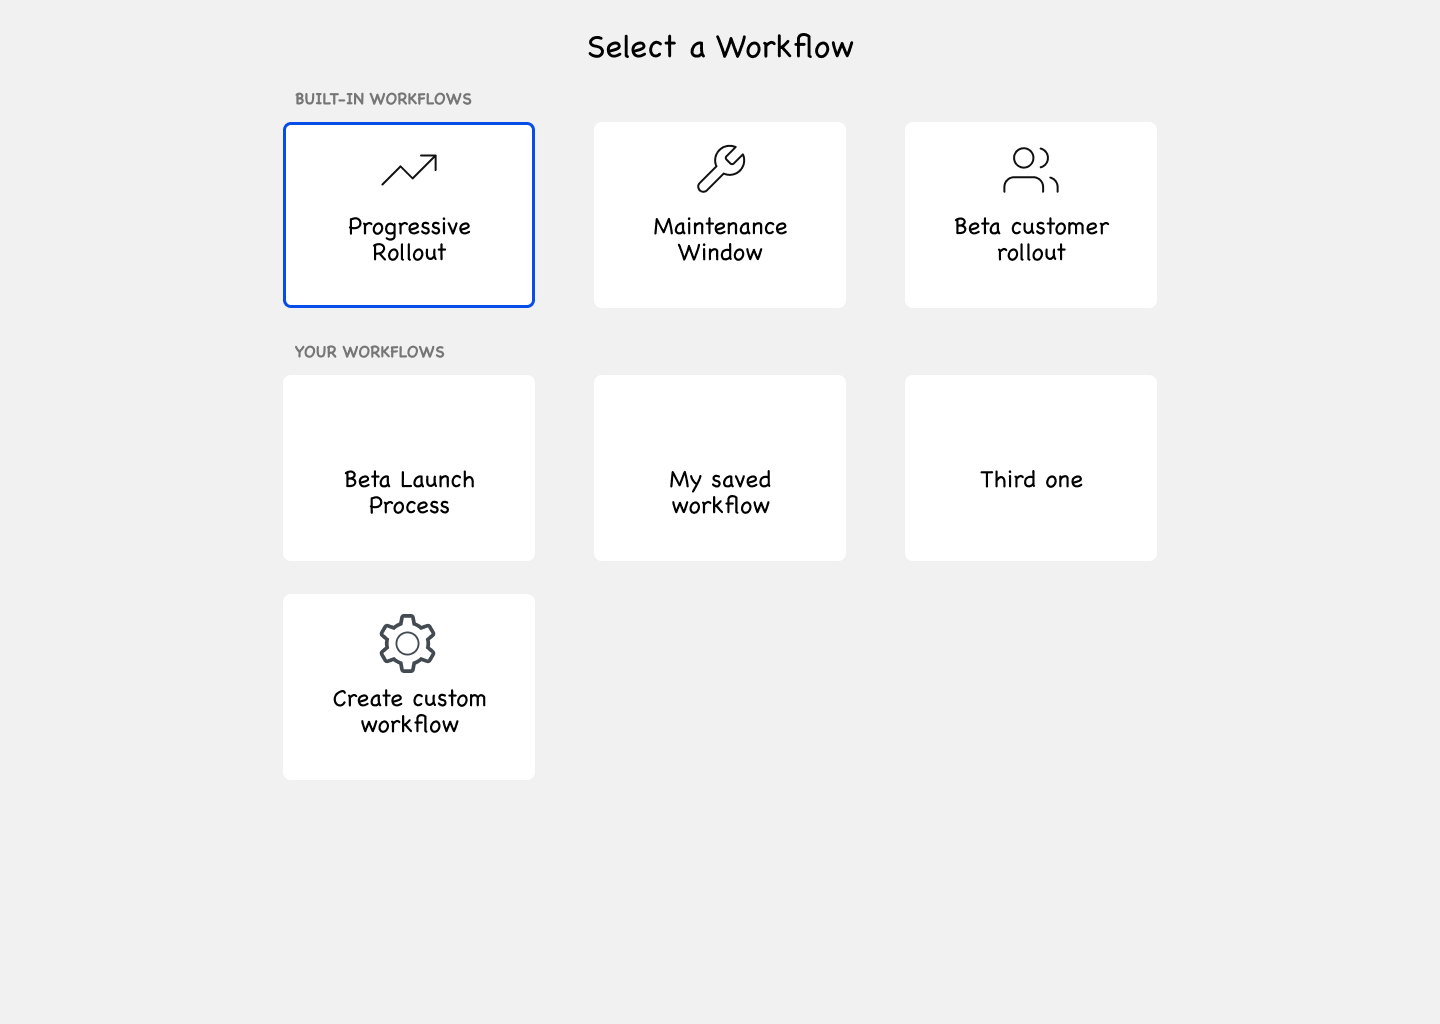 Select a Workflow
BUILT-IN WORKFLOWS
Progressive
Rollout
Maintenance
Window
Beta customer
rollout
YOUR WORKFLOWS
Beta Launch
Process
My saved
workflow
Third one
Create custom
workflow